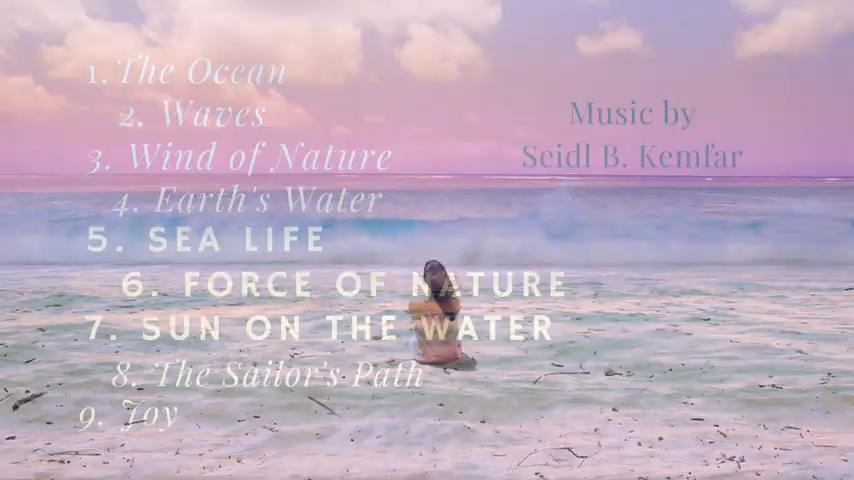 1. The Ocean
2. Waves
3. Wind of Nature
4. Earth's Water
5. SEA LIFE
6. FORCE OF NATURE
7. SUN ON THE WATER
8. The Sailor's Path
9. Joy
Music by
Seidl B. Kemfar